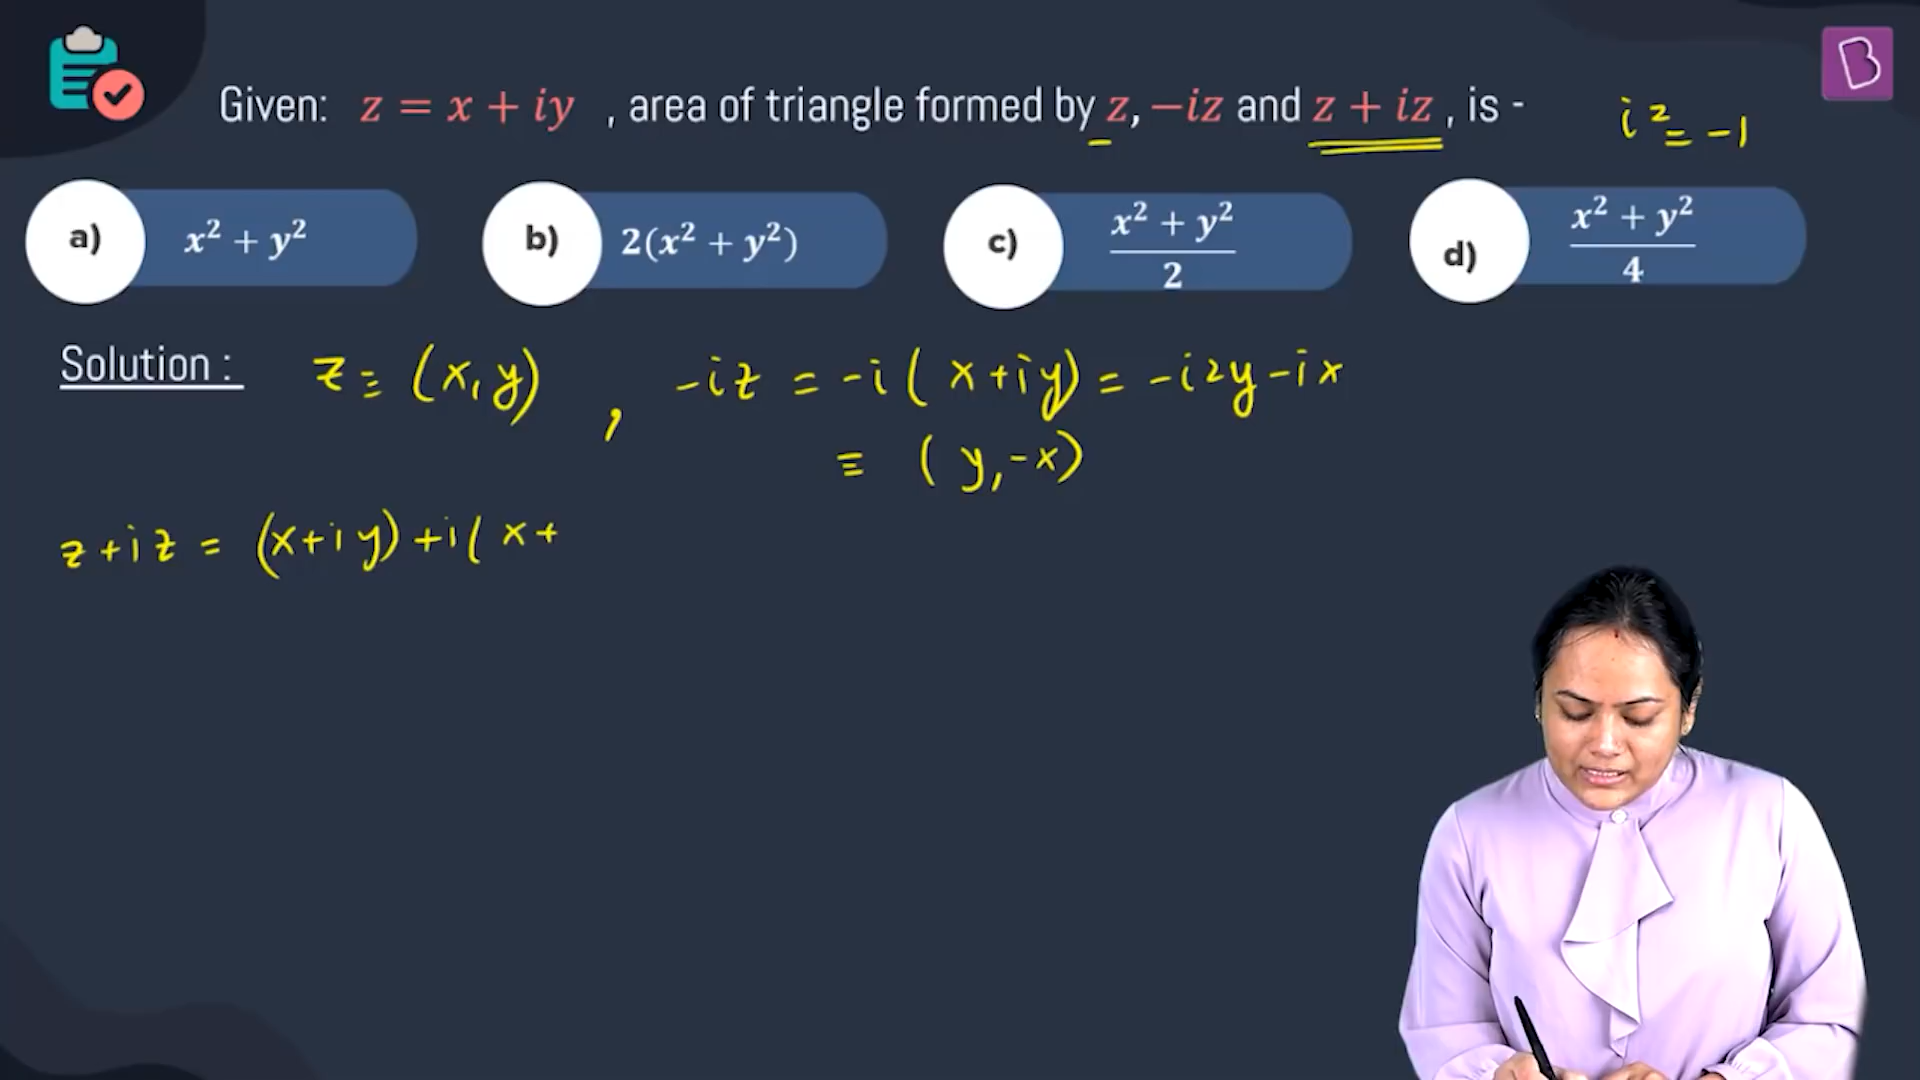 Given: z = x + iy , area of triangle formed by z, −iz and z + iz , is - i² = -1
a) x² + y² b) 2(x² + y²) c) (x² + y²)/2 d) (x² + y²)/4
Solution : z ≡ (x, y) , -iz = -i ( x+iy) = -i²y-ix
≡ ( y, -x)
z+iz = (x+iy)+i( x+